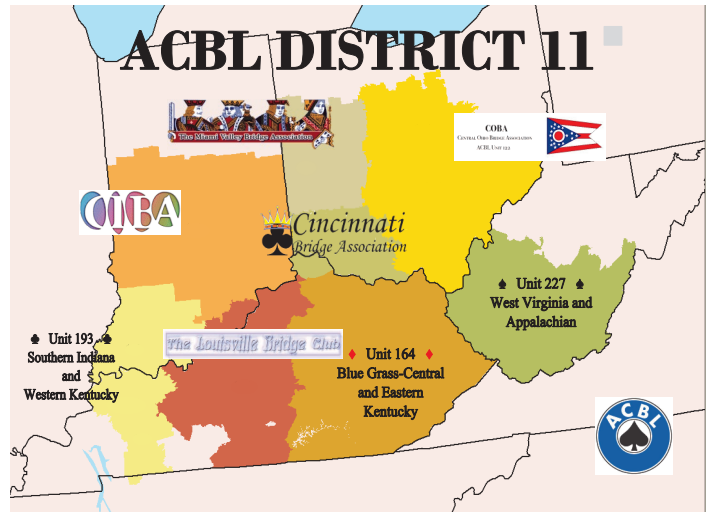 ACBL DISTRICT 11
The Miami Valley Bridge Association
COBA
CENTRAL OHIO BRIDGE ASSOCIATION
ACBL UNIT 122
CIBA
Cincinnati
Bridge Association
♠ Unit 227 ♠
West Virginia and
Appalachian
♣ Unit 193 ♣
Southern Indiana
and
Western Kentucky
The Louisville Bridge Club
♦ Unit 164 ♦
Blue Grass-Central
and Eastern
Kentucky
ACBL